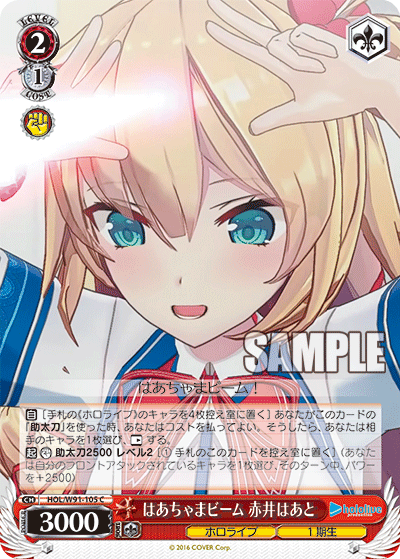 LEVEL
2
1
COST
SAMPLE
はあちゃまビーム!
自［手札の《ホロライブ》のキャラを4枚控え室に置く］あなたがこのカードの
『助太刀』を使った時、あなたはコストを払ってよい。そうしたら、あなたは相
手のキャラを1枚選び、する。
起 助太刀2500 レベル2［① 手札のこのカードを控え室に置く］（あなた
は自分のフロントアタックされているキャラを1枚選び、そのターン中、パワー
を+2500）
CH HOL/W91-105 C
3000
はあちゃまビーム 赤井はあと
hololive
ホロライブ
1期生
© 2016 COVER Corp.